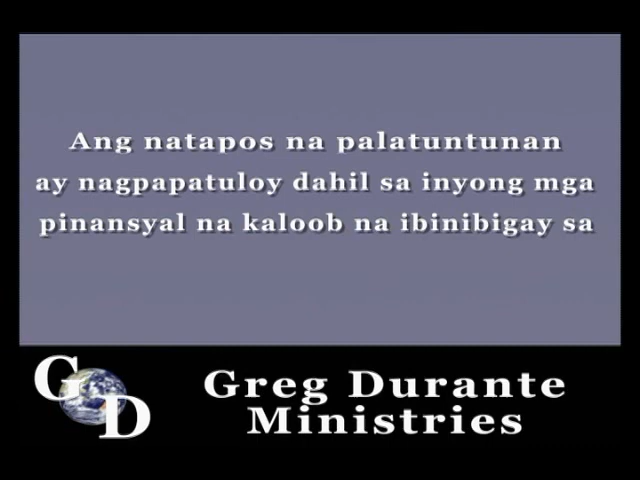 Ang natapos na palatuntunan
ay nagpapatuloy dahil sa inyong mga
pinansyal na kaloob na ibinibigay sa
GD
Greg Durante
Ministries